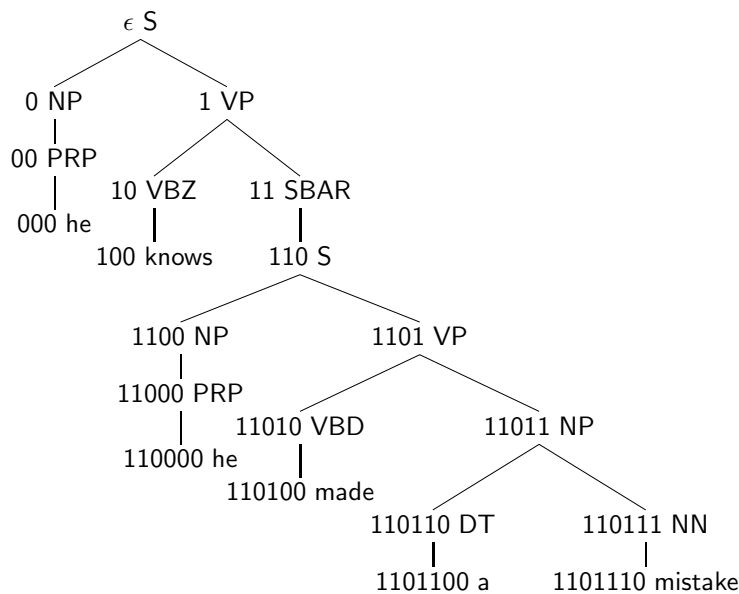 ϵ S
0 NP 1 VP
00 PRP
10 VBZ 11 SBAR
000 he
100 knows 110 S
1100 NP 1101 VP
11000 PRP
11010 VBD 11011 NP
110000 he
110100 made
110110 DT 110111 NN
1101100 a 1101110 mistake